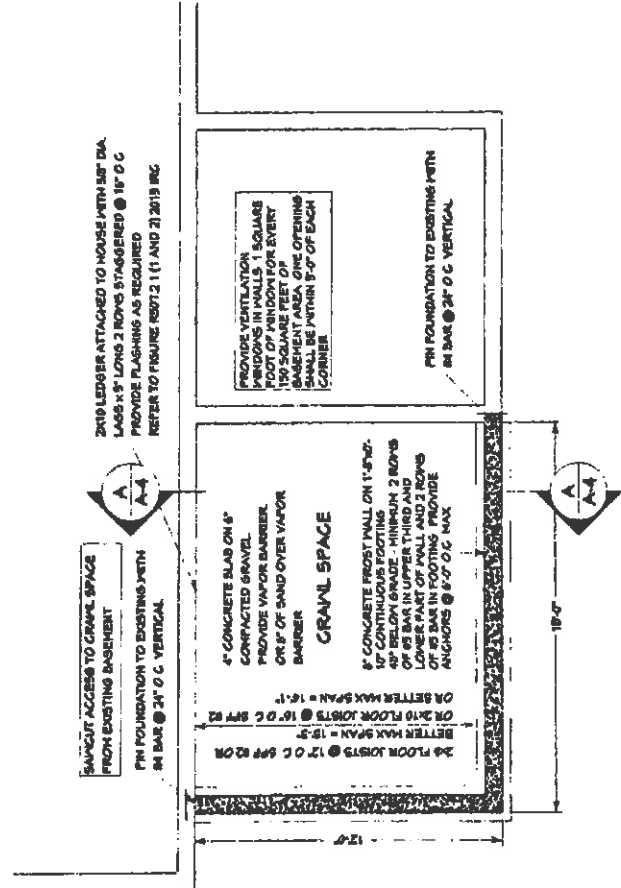 SAWCUT ACCESS TO CRAWL SPACE
FROM EXISTING BASEMENT
PIN FOUNDATION TO EXISTING WITH
#4 BAR @ 24" O C VERTICAL
2X10 LEDGER ATTACHED TO HOUSE WITH 5/8" DIA.
LAGS x 5" LONG 2 ROWS STAGGERED @ 16" O C
PROVIDE FLASHING AS REQUIRED
REFER TO FIGURE R507.2 1 (1 AND 2) 2015 IRC
A
A-4
4" CONCRETE SLAB ON 6"
COMPACTED GRAVEL
PROVIDE VAPOR BARRIER.
OR 8" OF SAND OVER VAPOR
BARRIER
CRAWL SPACE
8" CONCRETE FROST WALL ON 1'-8"x0'-
10" CONTINUOUS FOOTING
48" BELOW GRADE - MINIMUM 2 ROWS
OF #5 BAR IN UPPER THIRD AND
LOWER PART OF WALL AND 2 ROWS
OF #5 BAR IN FOOTING PROVIDE
ANCHORS @ 6'-0" O.C. MAX
FLOOR JOISTS @ 12" O C SPF #2 OR
BETTER MAX SPAN = 15'-3"
OR 2x10 FLOOR JOISTS @ 16" O C SPF #2
OR BETTER MAX SPAN = 16'-1"
PROVIDE VENTILATION
WINDOWS IN WALLS 1 SQUARE
FOOT OF WINDOW FOR EVERY
150 SQUARE FEET OF
BASEMENT AREA ONE OPENING
SHALL BE WITHIN 3'-0" OF EACH
CORNER
PIN FOUNDATION TO EXISTING WITH
#4 BAR @ 24" O C VERTICAL
12'-0"
16'-0"
A
A-4